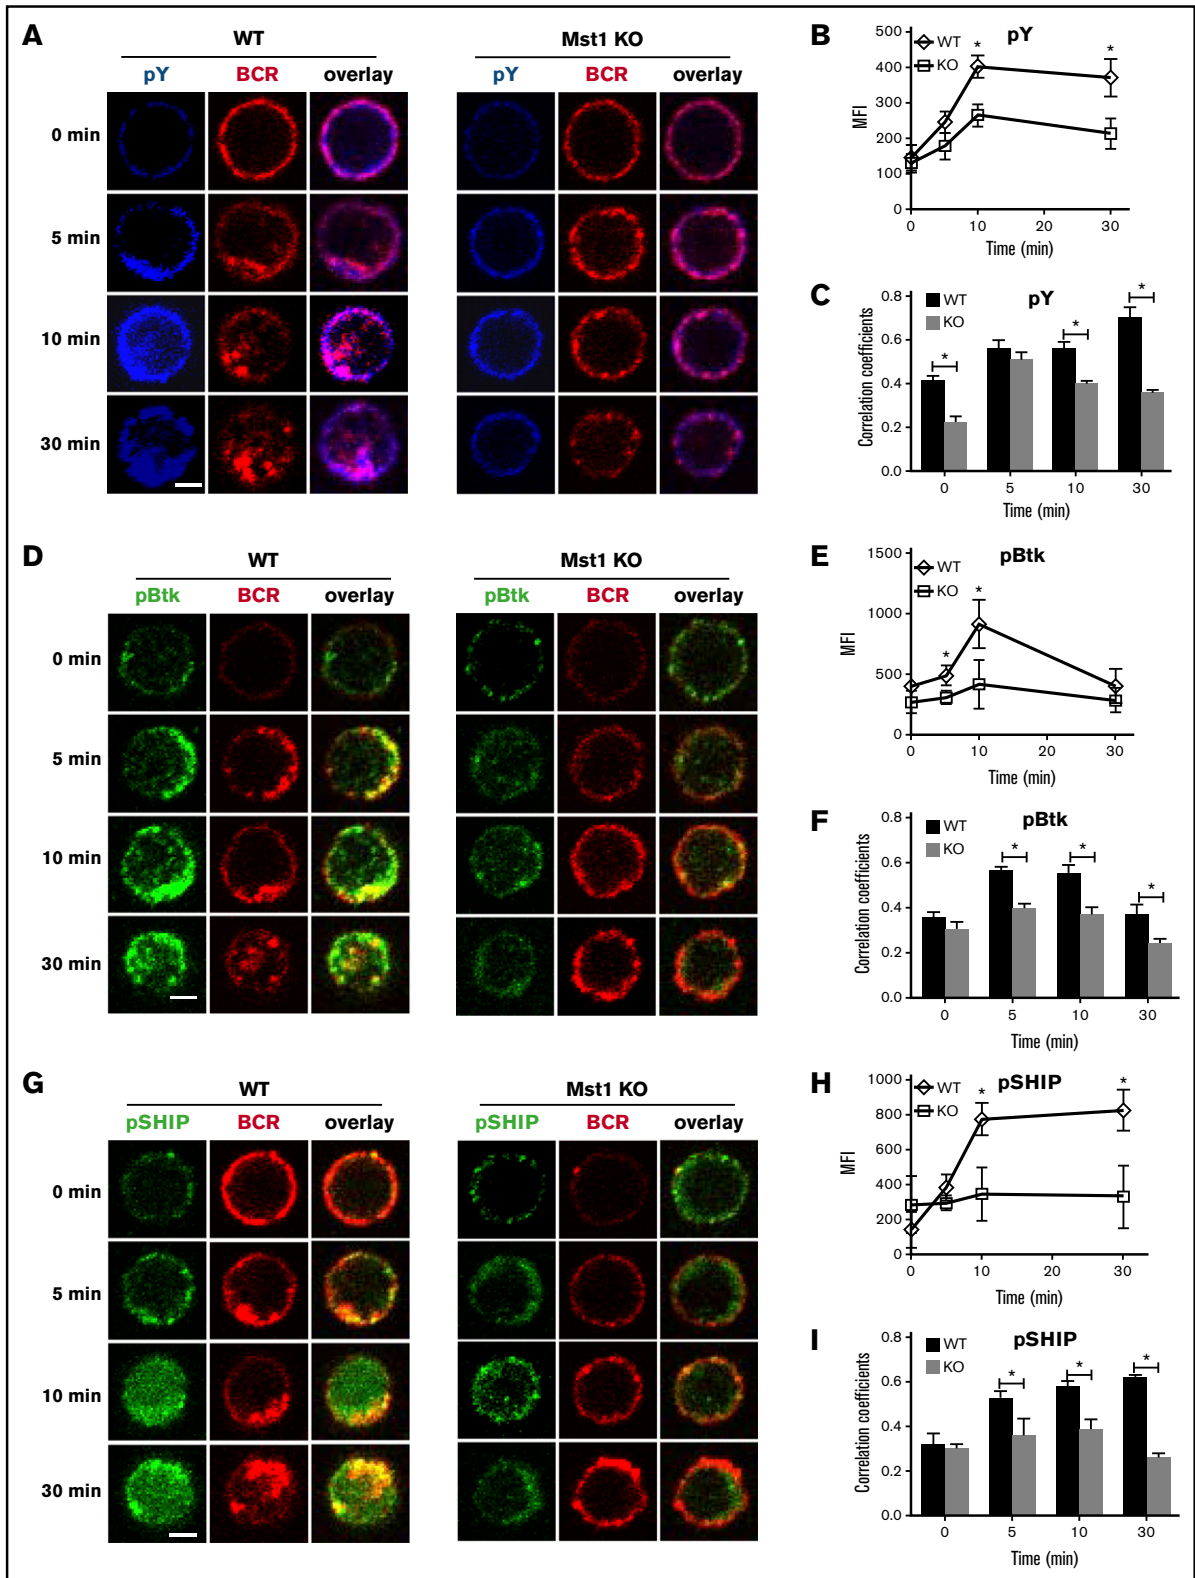 A
WT
Mst1 KO
pY BCR overlay
pY BCR overlay
0 min
5 min
10 min
30 min
B
pY
WT
KO
MFI
500
400
300
200
100
0
* *
0 10 20 30
Time (min)
C
pY
WT
KO
Correlation coefficients
0.8
0.6
0.4
0.2
0.0
* * *
0 5 10 30
Time (min)
D
WT
Mst1 KO
pBtk BCR overlay
pBtk BCR overlay
0 min
5 min
10 min
30 min
E
pBtk
WT
KO
MFI
1500
1000
500
0
* *
0 10 20 30
Time (min)
F
pBtk
WT
KO
Correlation coefficients
0.8
0.6
0.4
0.2
0.0
* * *
0 5 10 30
Time (min)
G
WT
Mst1 KO
pSHIP BCR overlay
pSHIP BCR overlay
0 min
5 min
10 min
30 min
H
pSHIP
WT
KO
MFI
1000
800
600
400
200
0
* *
0 10 20 30
Time (min)
I
pSHIP
WT
KO
Correlation coefficients
0.8
0.6
0.4
0.2
0.0
* * *
0 5 10 30
Time (min)